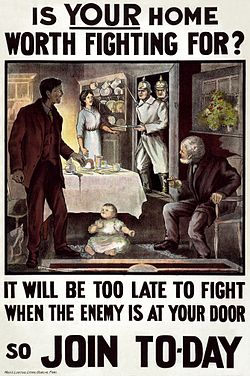 IS YOUR HOME
WORTH FIGHTING FOR?
IT WILL BE TOO LATE TO FIGHT
WHEN THE ENEMY IS AT YOUR DOOR
SO JOIN TO-DAY